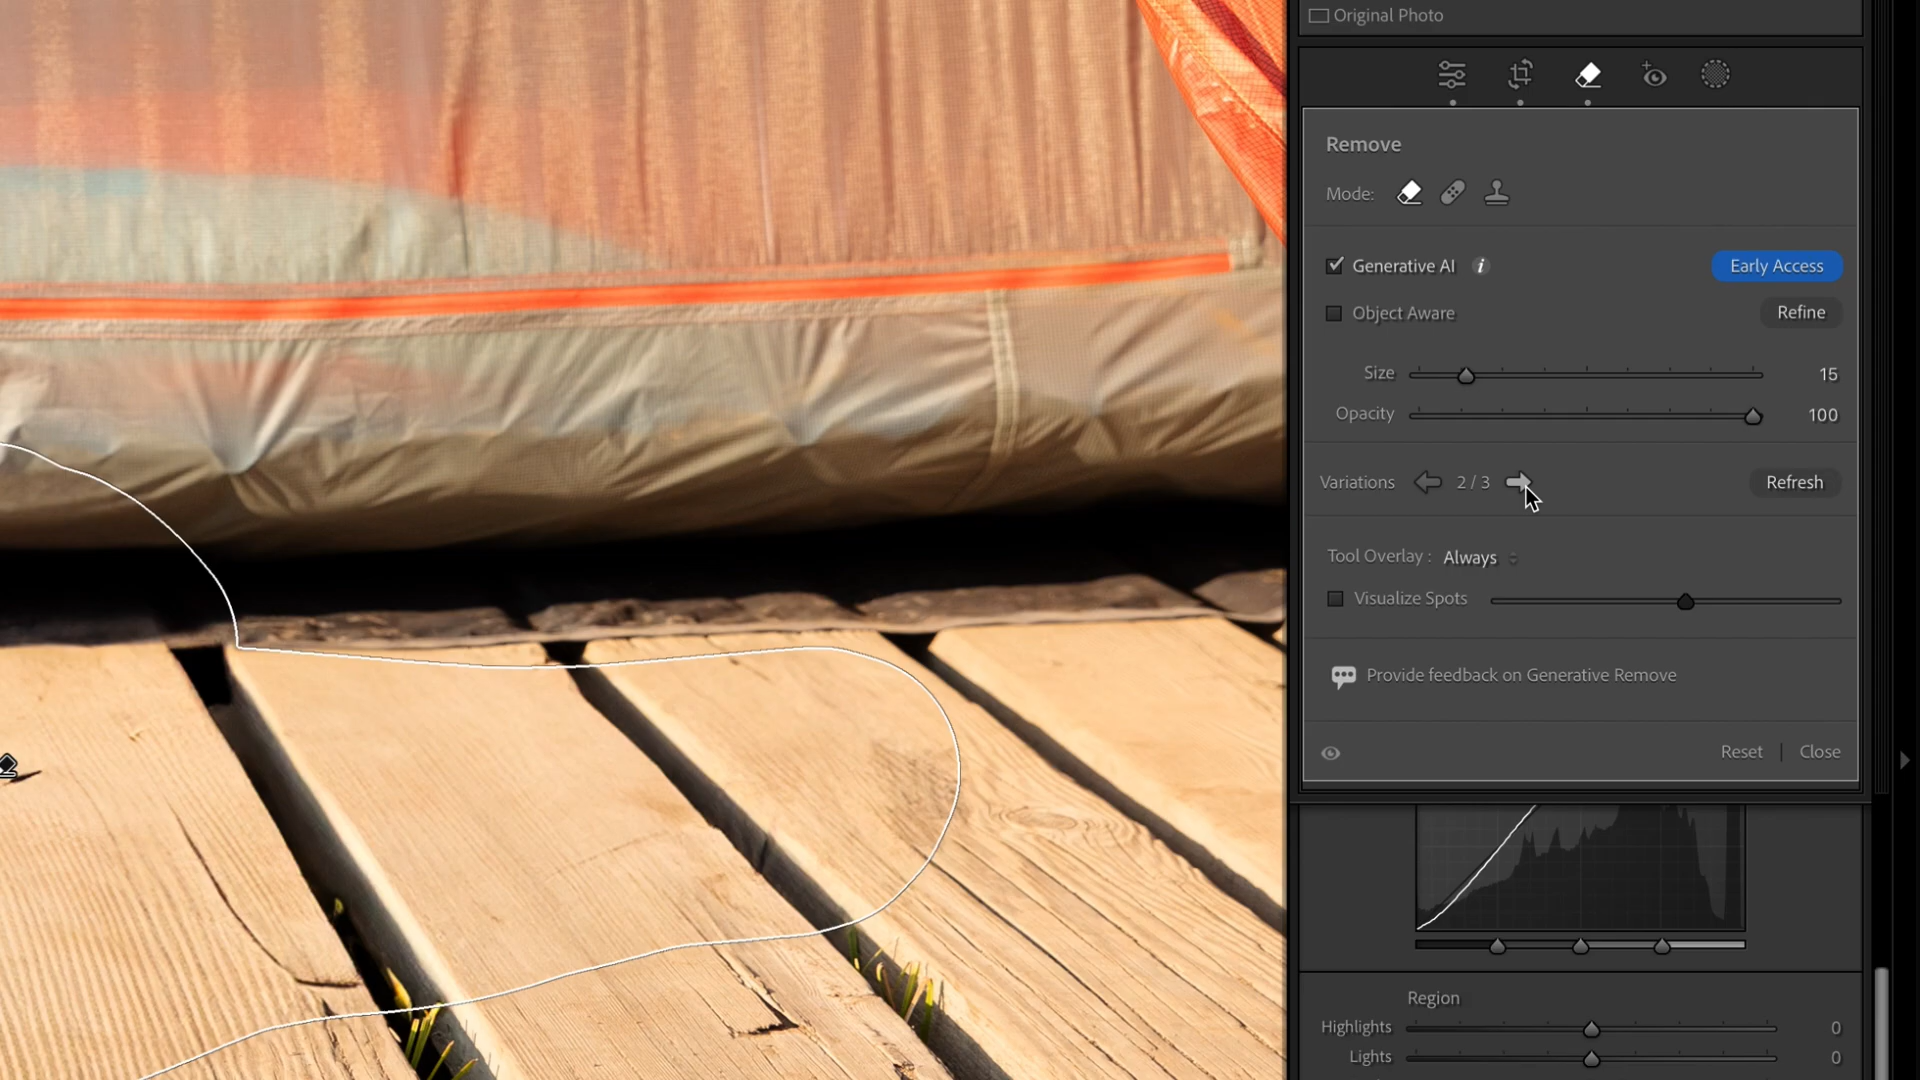 Original Photo
Remove
Mode:
Generative AI i Early Access
Object Aware Refine
Size 15
Opacity 100
Variations 2 / 3 Refresh
Tool Overlay : Always
Visualize Spots
Provide feedback on Generative Remove
Reset | Close
Region
Highlights 0
Lights 0